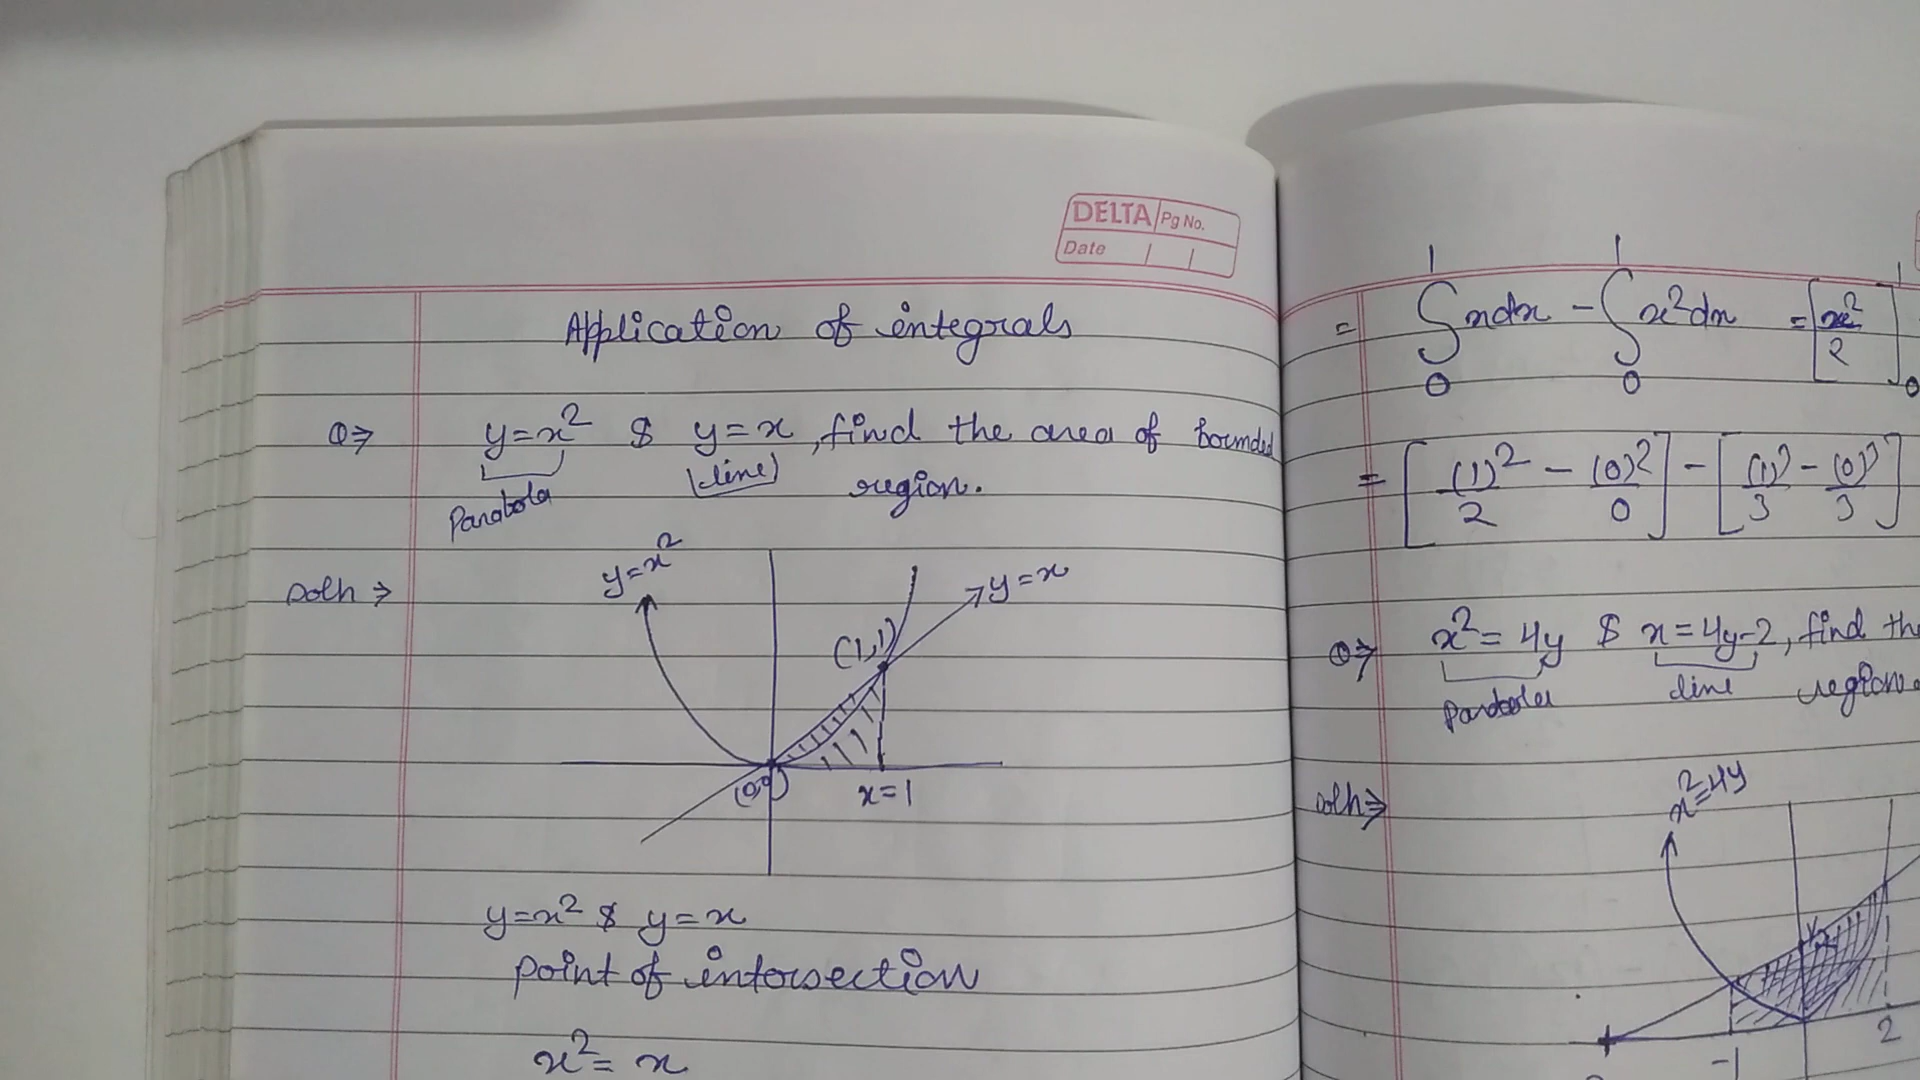 DELTA Pg No.
Date
Application of integrals
Q⇒ y=x² & y=x, find the area of bounded
Parabola (line) region.
Soln ⇒
y=x²
y=x
(1,1)
(0,0)
x=1
y=x² & y=x
point of intersection
x²= x
= ∫₀¹ xdx - ∫₀¹ x²dx = [x²/2]₀
= [(1)²/2 - (0)²/0] - [(1)³/3 - (0)³/3]
Q⇒ x²= 4y & x=4y-2, find the
Parabola line region.
Soln⇒
x²=4y
-1
2